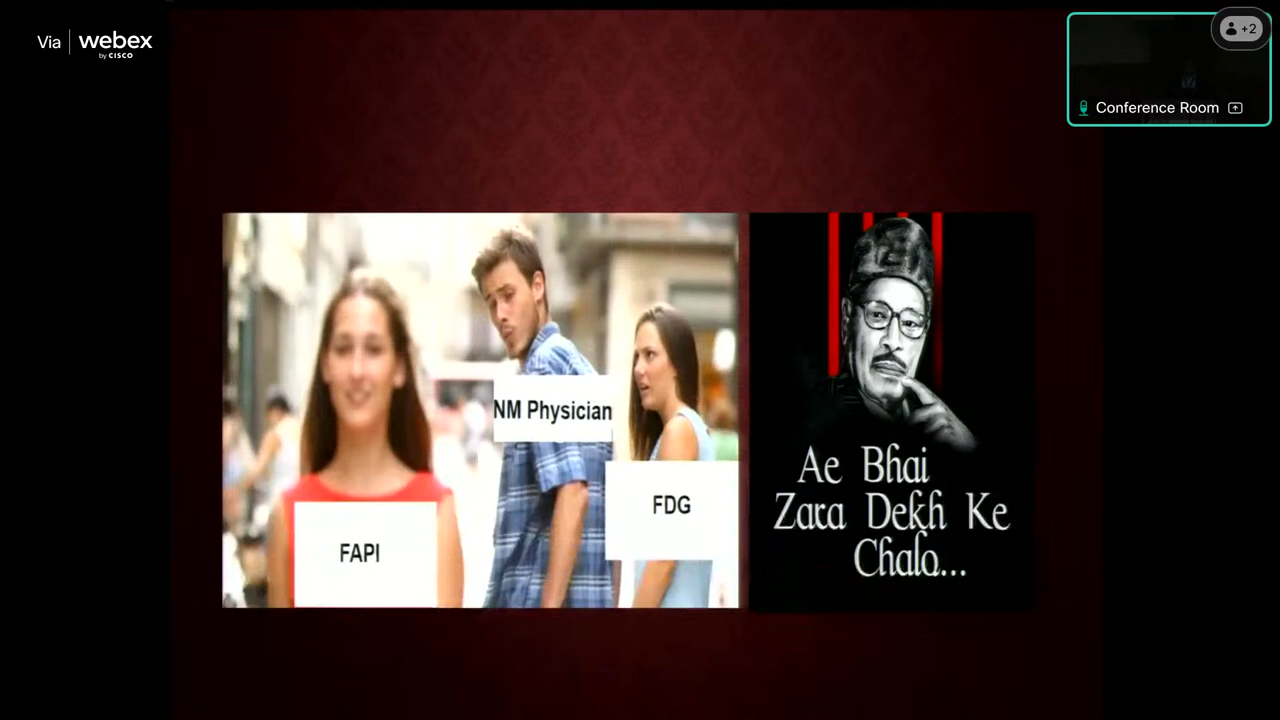 Via webex
by CISCO
+2
Conference Room
NM Physician
FDG
FAPI
Ae Bhai
Zara Dekh Ke
Chalo...